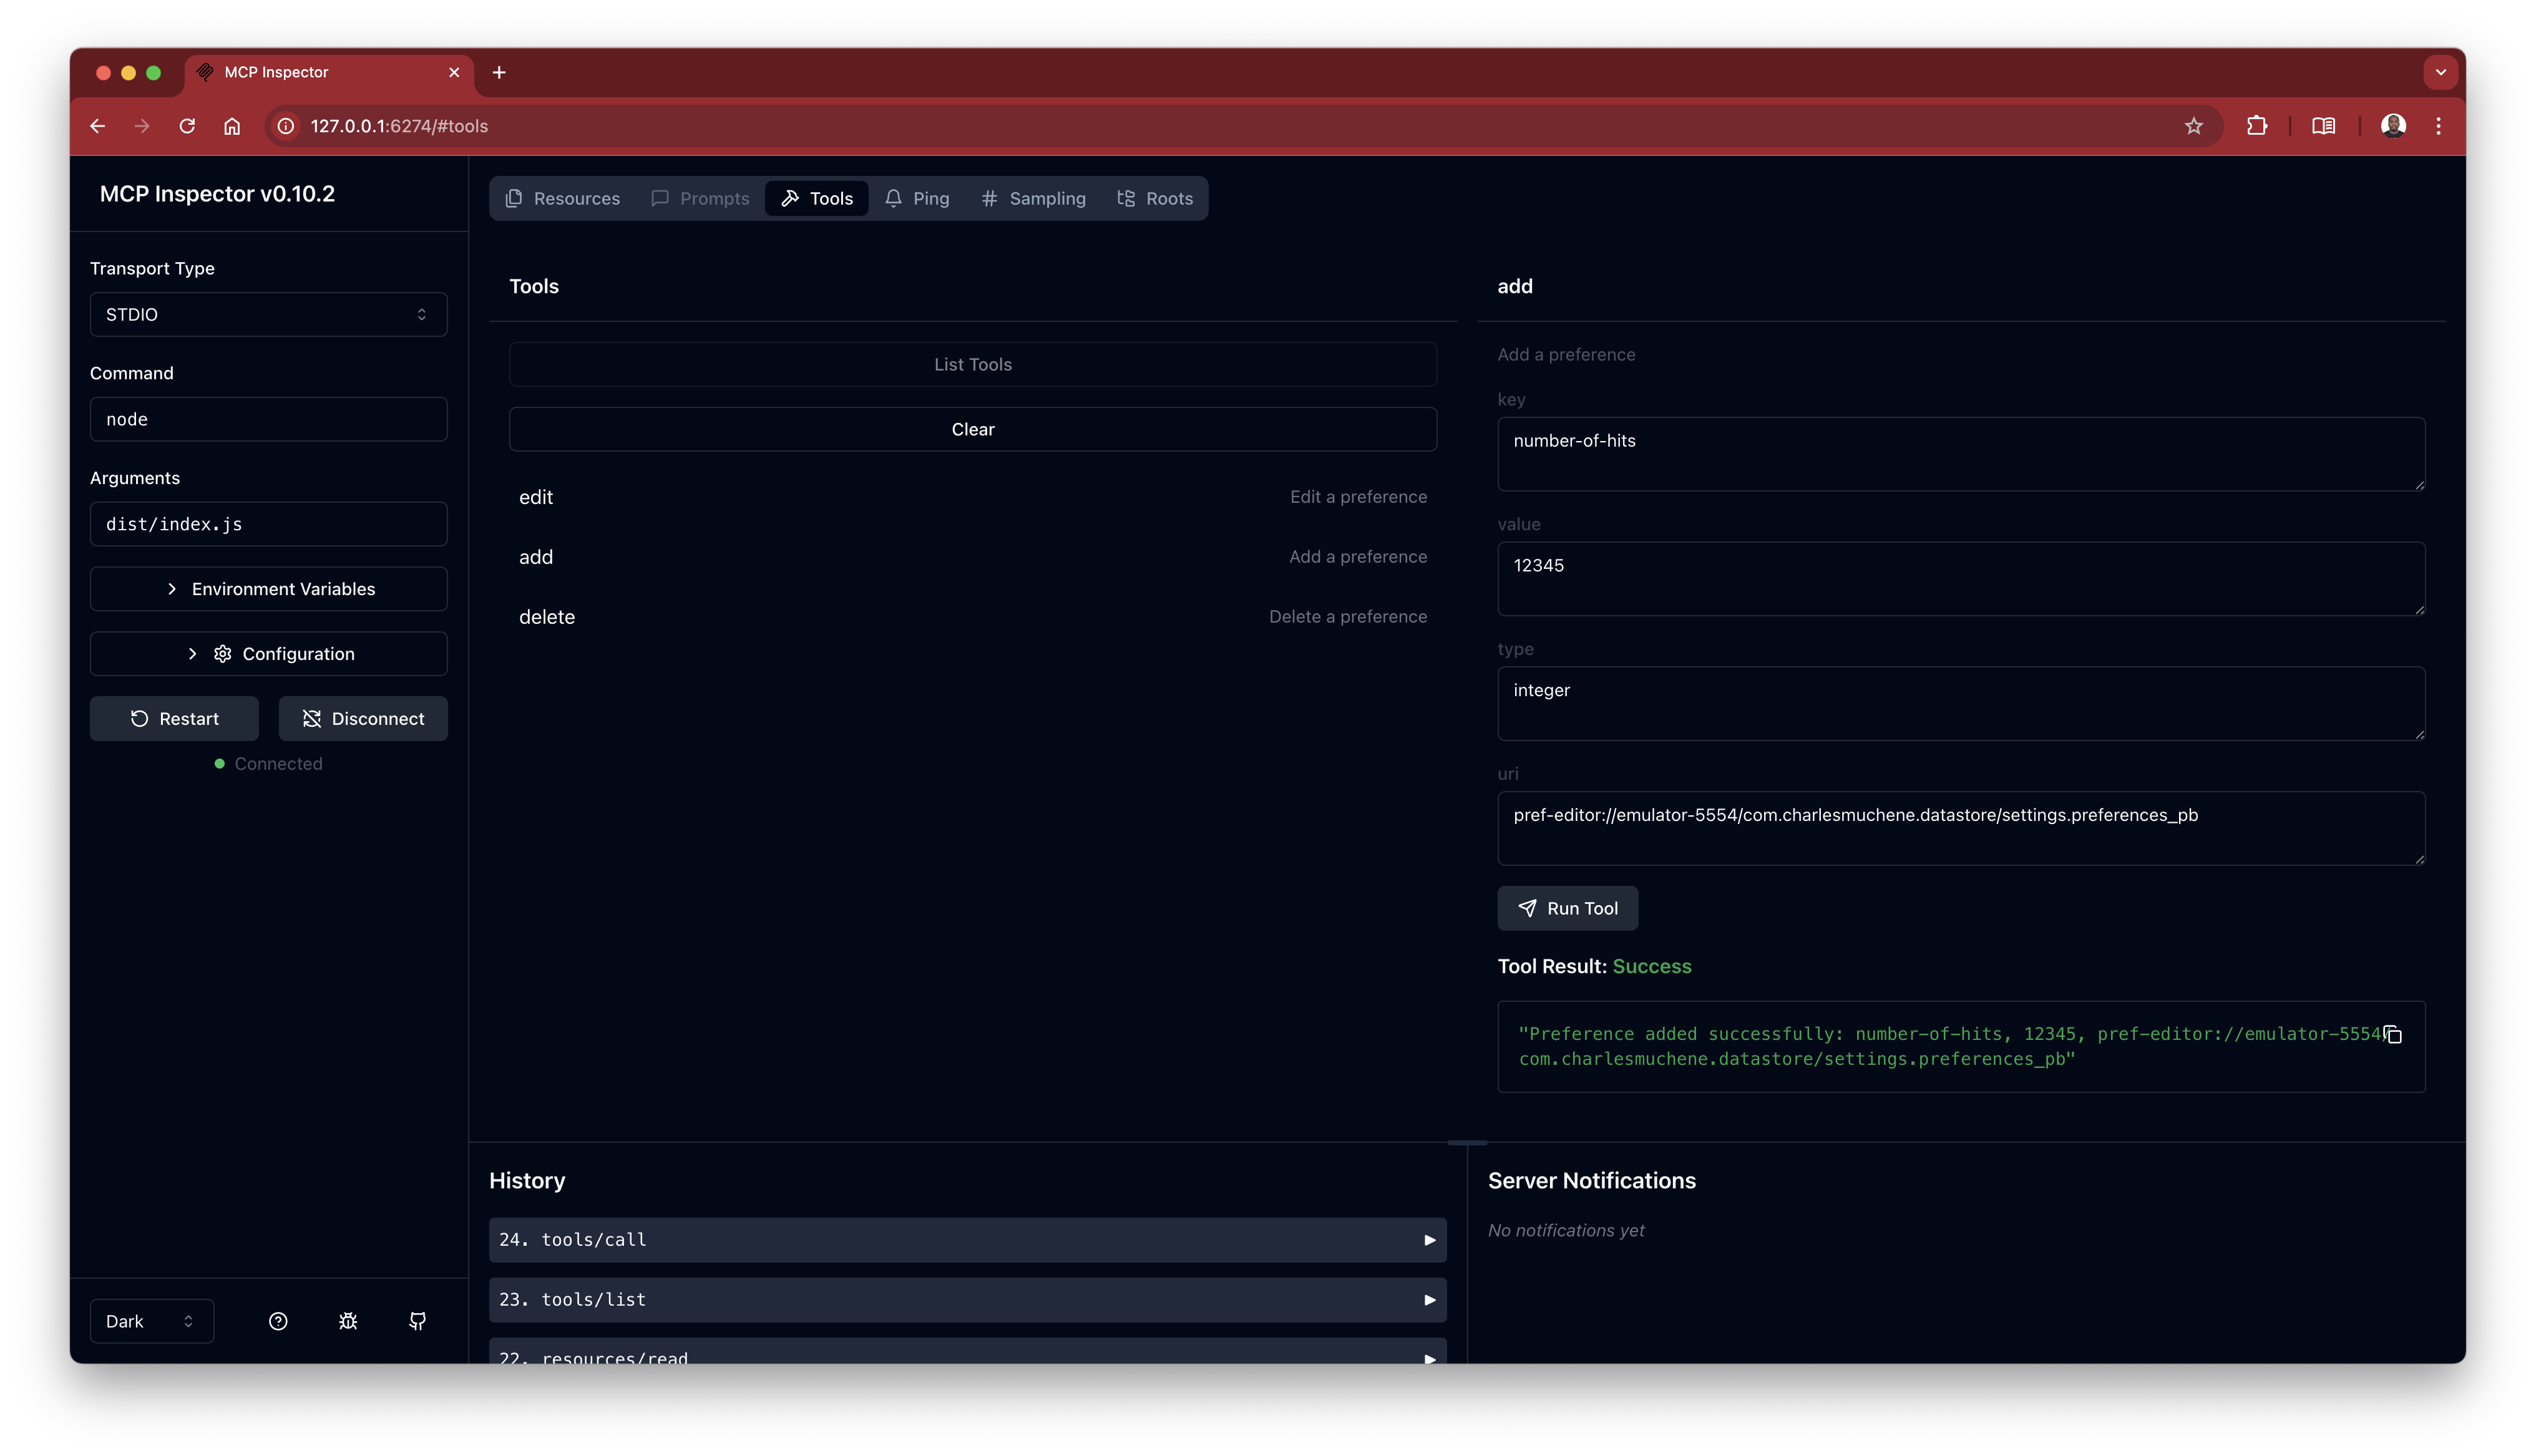 MCP Inspector
127.0.0.1:6274/#tools
MCP Inspector v0.10.2
Transport Type
STDIO
Command
node
Arguments
dist/index.js
Environment Variables
Configuration
Restart
Disconnect
Connected
Dark
Resources
Prompts
Tools
Ping
Sampling
Roots
Tools
List Tools
Clear
edit
Edit a preference
add
Add a preference
delete
Delete a preference
add
Add a preference
key
number-of-hits
value
12345
type
integer
uri
pref-editor://emulator-5554/com.charlesmuchene.datastore/settings.preferences_pb
Run Tool
Tool Result: Success
"Preference added successfully: number-of-hits, 12345, pref-editor://emulator-5554/
com.charlesmuchene.datastore/settings.preferences_pb"
History
24. tools/call
23. tools/list
22. resources/read
Server Notifications
No notifications yet